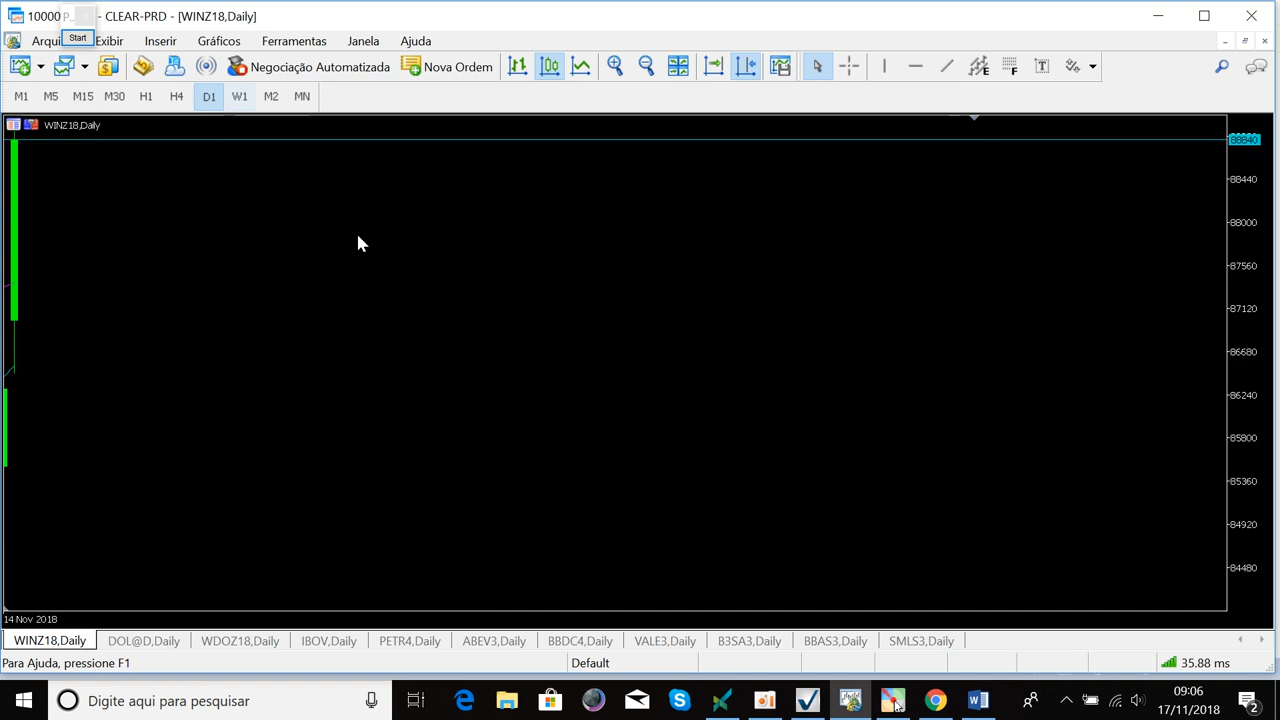 10000 P... - CLEAR-PRD - [WINZ18,Daily]
Start
Arqui Exibir Inserir Gráficos Ferramentas Janela Ajuda
Negociação Automatizada Nova Ordem
M1 M5 M15 M30 H1 H4 D1 W1 M2 MN
WINZ18,Daily
88840
88440
88000
87560
87120
86680
86240
85800
85360
84920
84480
14 Nov 2018
WINZ18,Daily DOL@D,Daily WDOZ18,Daily IBOV,Daily PETR4,Daily ABEV3,Daily BBDC4,Daily VALE3,Daily B3SA3,Daily BBAS3,Daily SMLS3,Daily
Para Ajuda, pressione F1 Default 35.88 ms
Digite aqui para pesquisar
09:06
17/11/2018
2